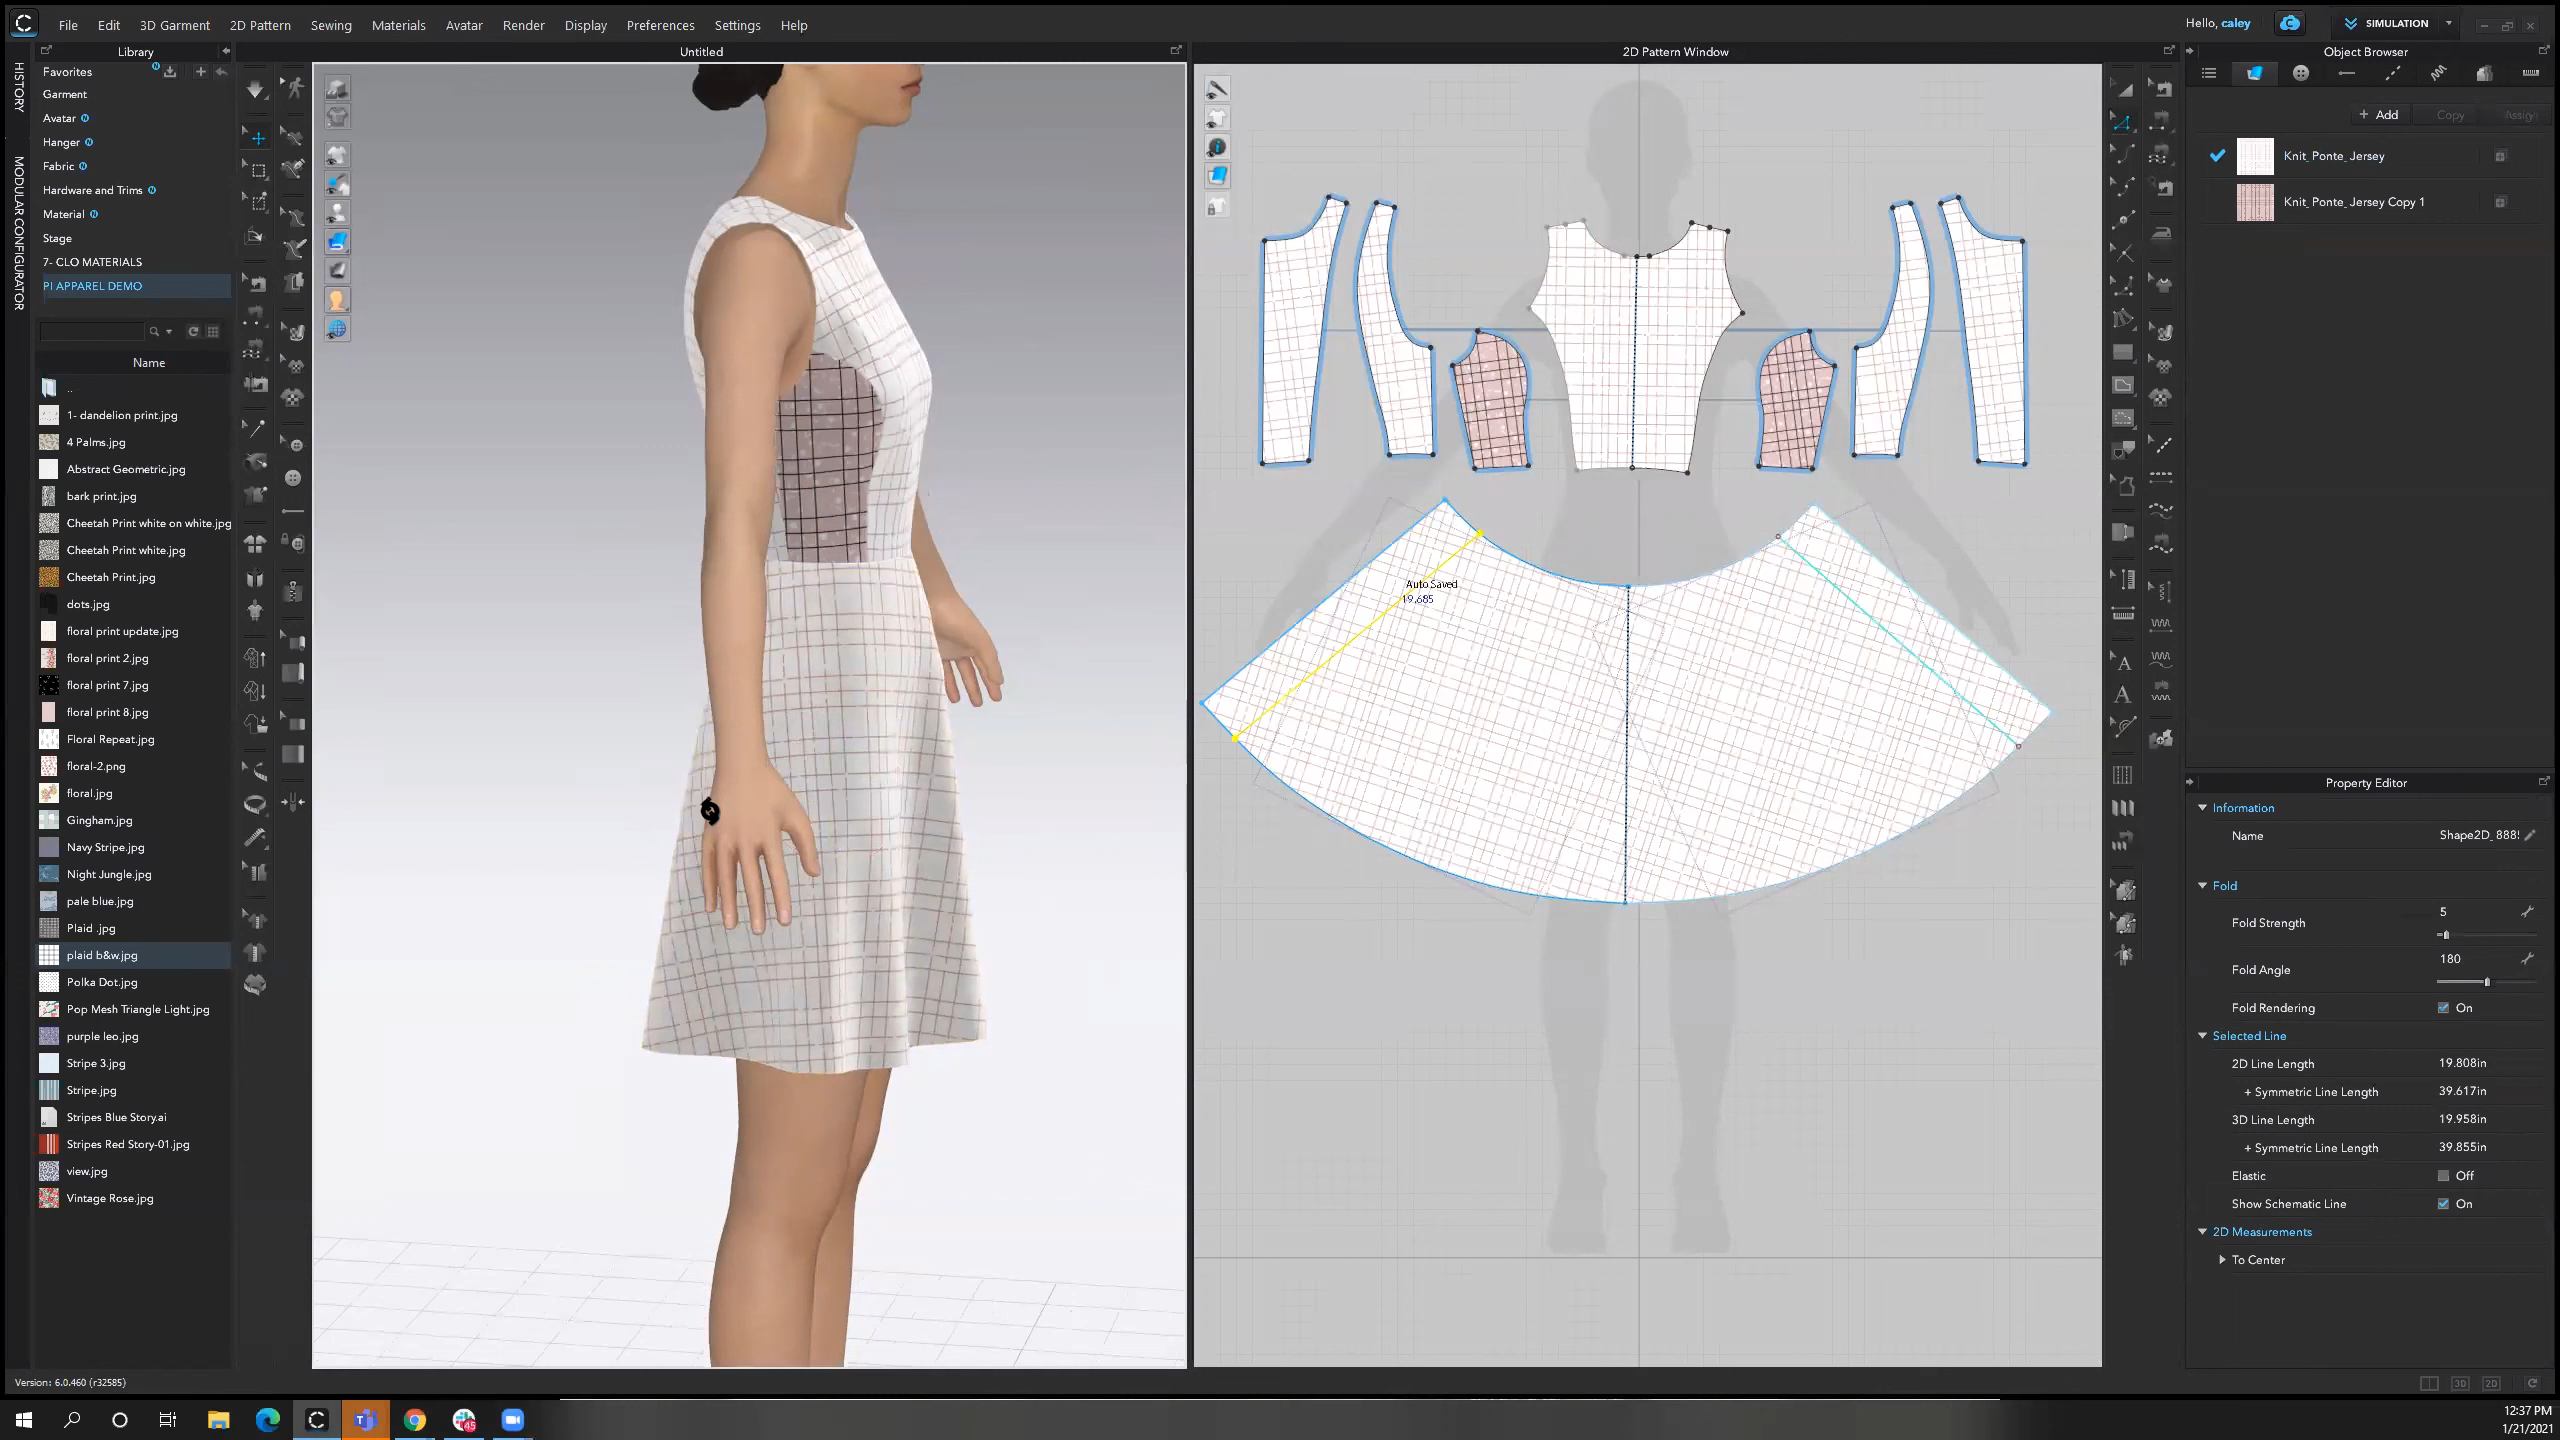 File Edit 3D Garment 2D Pattern Sewing Materials Avatar Render Display Preferences Settings Help
Hello, caley
SIMULATION
HISTORY
MODULAR CONFIGURATOR
Library
Favorites
Garment
Avatar
Hanger
Fabric
Hardware and Trims
Material
Stage
7- CLO MATERIALS
PI APPAREL DEMO
Name
..
1- dandelion print.jpg
4 Palms.jpg
Abstract Geometric.jpg
bark print.jpg
Cheetah Print white on white.jpg
Cheetah Print white.jpg
Cheetah Print.jpg
dots.jpg
floral print update.jpg
floral print 2.jpg
floral print 7.jpg
floral print 8.jpg
Floral Repeat.jpg
floral-2.png
floral.jpg
Gingham.jpg
Navy Stripe.jpg
Night Jungle.jpg
pale blue.jpg
Plaid .jpg
plaid b&w.jpg
Polka Dot.jpg
Pop Mesh Triangle Light.jpg
purple leo.jpg
Stripe 3.jpg
Stripe.jpg
Stripes Blue Story.ai
Stripes Red Story-01.jpg
view.jpg
Vintage Rose.jpg
Version: 6.0.460 (r32585)
Untitled
2D Pattern Window
Auto Saved
19.685
Object Browser
+ Add Copy Assign
Knit_Ponte_Jersey
Knit_Ponte_Jersey Copy 1
Property Editor
Information
Name Shape2D_888
Fold
Fold Strength 5
Fold Angle 180
Fold Rendering On
Selected Line
2D Line Length 19.808in
+ Symmetric Line Length 39.617in
3D Line Length 19.958in
+ Symmetric Line Length 39.855in
Elastic Off
Show Schematic Line On
2D Measurements
To Center
3D 2D
45
12:37 PM
1/21/2021